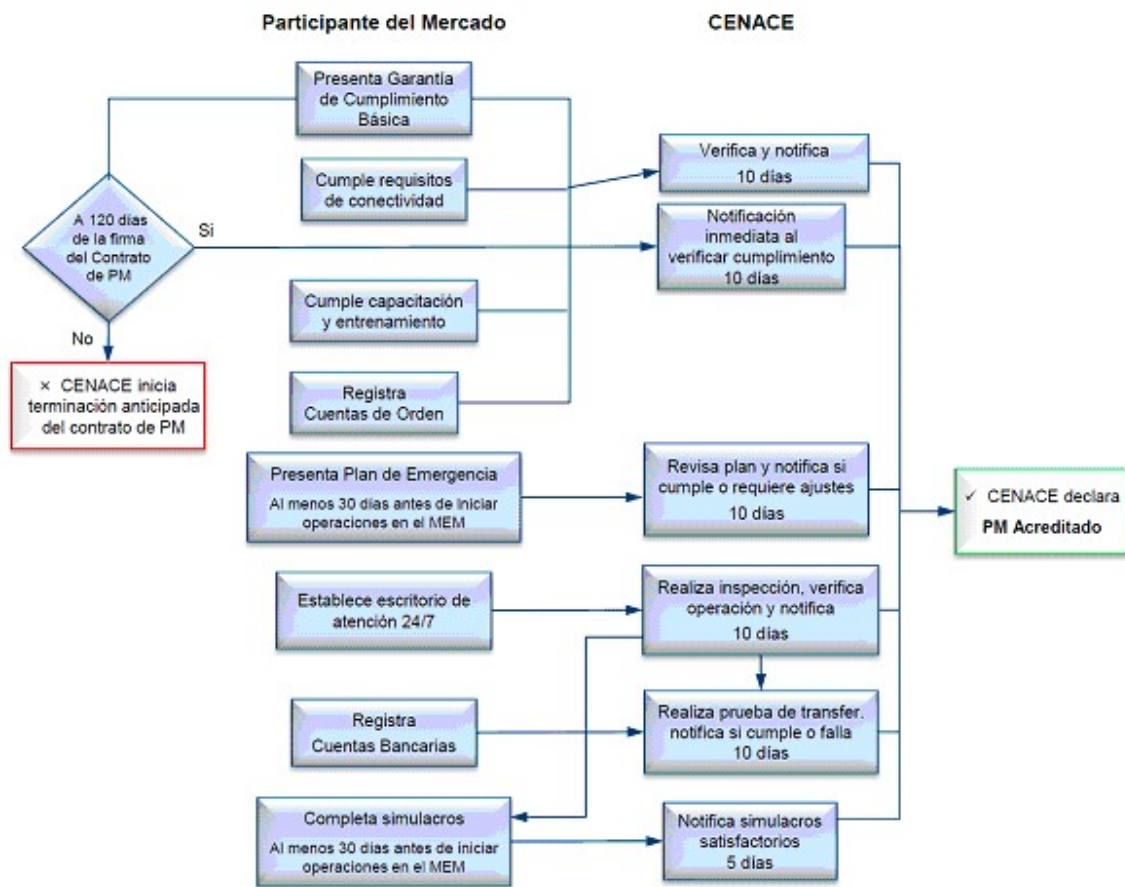 Participante del Mercado
CENACE
Presenta Garantía
de Cumplimiento
Básica
Verifica y notifica
10 días
Cumple requisitos
de conectividad
A 120 días
de la firma
del Contrato
de PM
Si
Notificación
inmediata al
verificar cumplimiento
10 días
Cumple capacitación
y entrenamiento
No
× CENACE inicia
terminación anticipada
del contrato de PM
Registra
Cuentas de Orden
Presenta Plan de Emergencia
Al menos 30 días antes de Iniciar
operaciones en el MEM
Revisa plan y notifica si
cumple o requiere ajustes
10 días
✓ CENACE declara
PM Acreditado
Establece escritorio de
atención 24/7
Realiza inspección, verifica
operación y notifica
10 días
Registra
Cuentas Bancarias
Realiza prueba de transfer.
notifica si cumple o falla
10 días
Completa simulacros
Al menos 30 días antes de iniciar
operaciones en el MEM
Notifica simulacros
satisfactorios
5 días